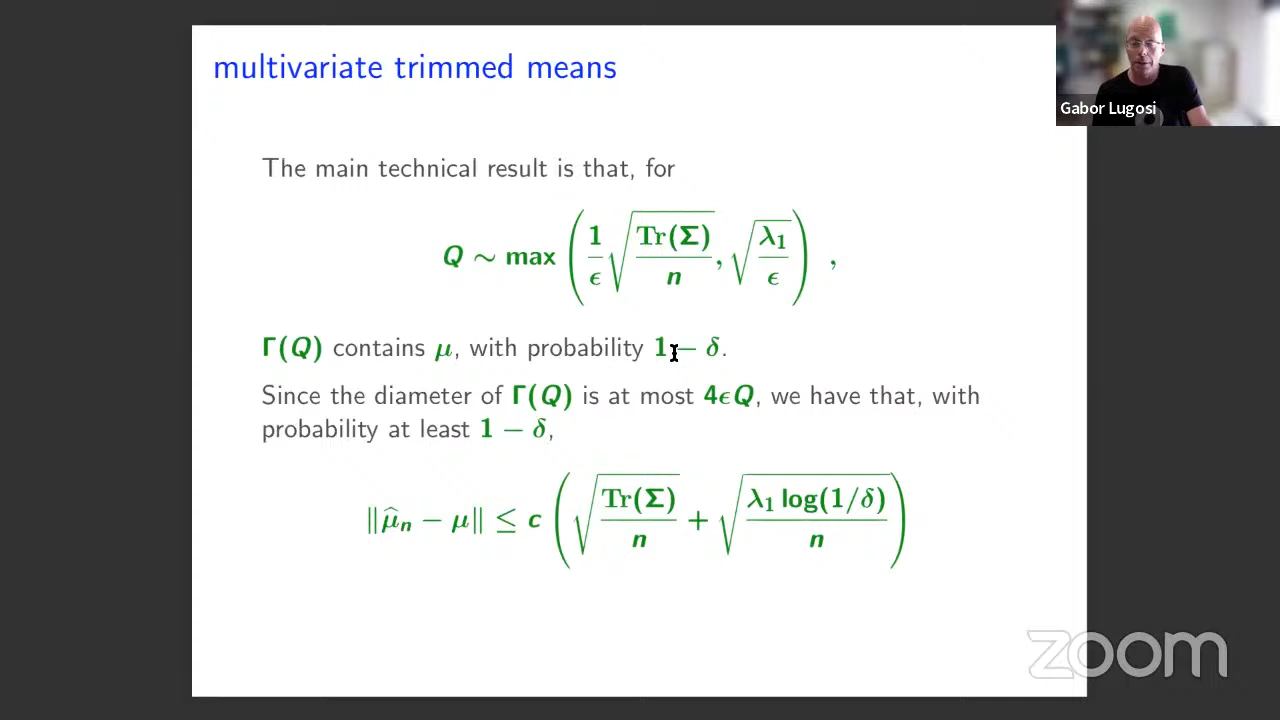 multivariate trimmed means
Gabor Lugosi
The main technical result is that, for
Q ∼ max ( 1/ϵ √(Tr(Σ)/n), √(λ₁/ϵ) ) ,
Γ(Q) contains μ, with probability 1 − δ.
Since the diameter of Γ(Q) is at most 4ϵQ, we have that, with
probability at least 1 − δ,
‖μ̂ₙ − μ‖ ≤ c ( √(Tr(Σ)/n) + √(λ₁ log(1/δ)/n) )
zoom